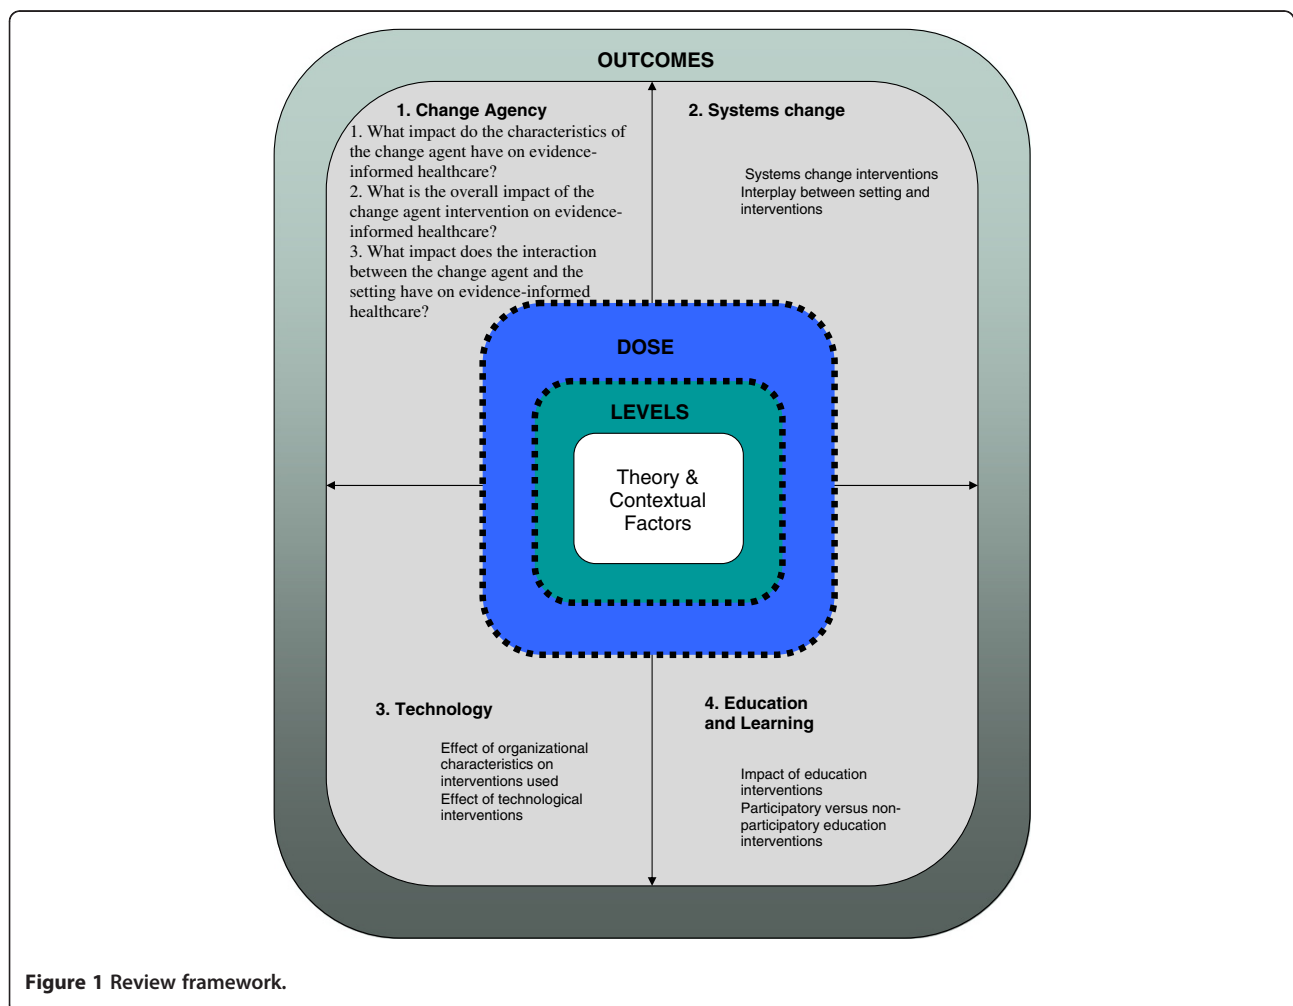 OUTCOMES
1. Change Agency
1. What impact do the characteristics of
the change agent have on evidence-
informed healthcare?
2. What is the overall impact of the
change agent intervention on evidence-
informed healthcare?
3. What impact does the interaction
between the change agent and the
setting have on evidence-informed
healthcare?
2. Systems change
Systems change interventions
Interplay between setting and
interventions
DOSE
LEVELS
Theory &
Contextual
Factors
3. Technology
Effect of organizational
characteristics on
interventions used
Effect of technological
interventions
4. Education
and Learning
Impact of education
interventions
Participatory versus non-
participatory education
interventions
Figure 1 Review framework.